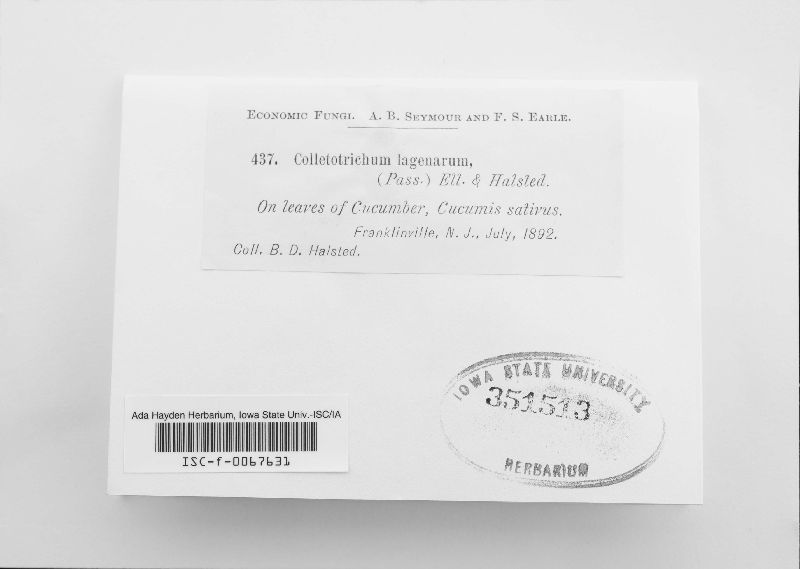 ECONOMIC FUNGI. A. B. SEYMOUR AND F. S. EARLE.
437. Colletotrichum lagenarum,
(Pass.) Ell. & Halsted.
On leaves of Cucumber, Cucumis sativus.
Franklinville, N. J., July, 1892.
Coll. B. D. Halsted.
IOWA STATE UNIVERSITY
351513
HERBARIUM
Ada Hayden Herbarium, Iowa State Univ.-ISC/IA
ISC-f-0067631